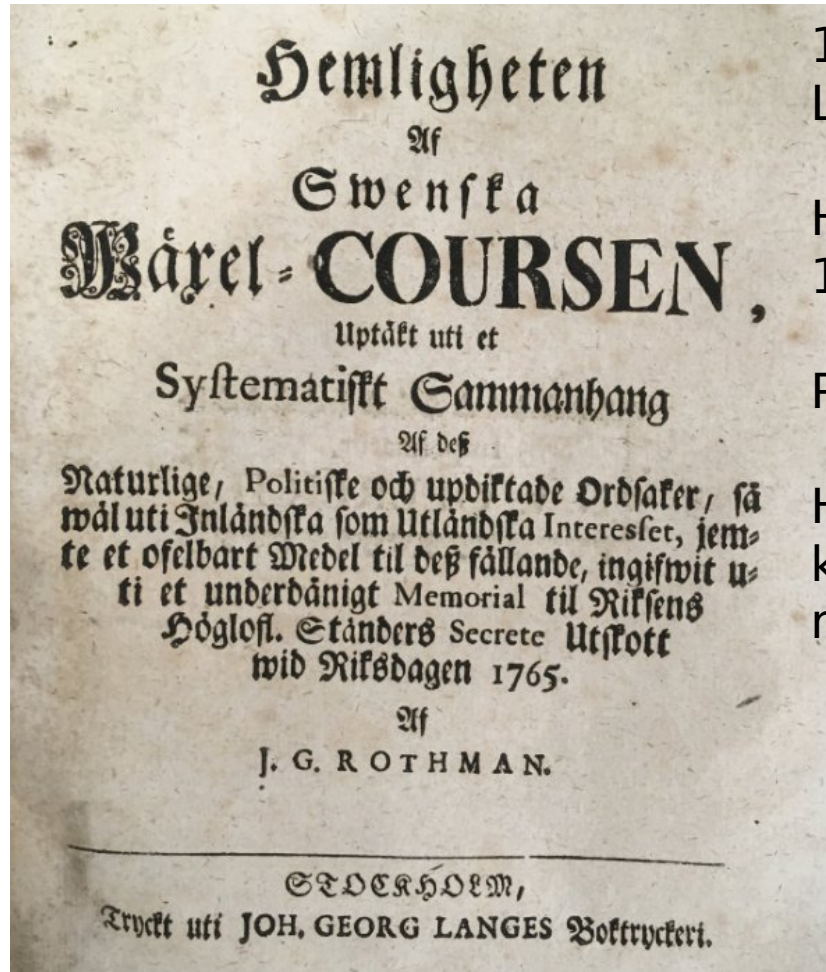 Hemligheten
Af
Swenska
Wäxel-COURSEN,
Uptäkt uti et
Systematiskt Sammanhang
Af deß
Naturlige, Politiske och updiktade Ordsaker, så
wäl uti Inländska som Utländska Interesset, jem-
te et ofelbart Medel til deß fällande, ingifwit u-
ti et underdånigt Memorial til Riksens
Höglofl. Ständers Secrete Utskott
wid Riksdagen 1765.
Af
J. G. ROTHMAN.
STOCKHOLM,
Tryckt uti JOH. GEORG LANGES Boktryckeri.